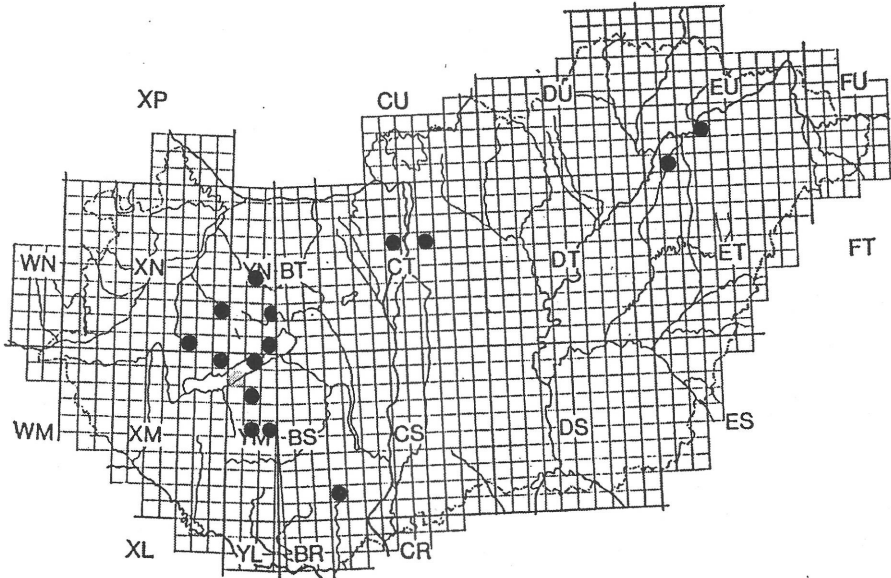 XP CU DU EU FU
WN XN YN BT CT DT ET FT
WM XM YM BS CS DS ES
XL YL BR CR